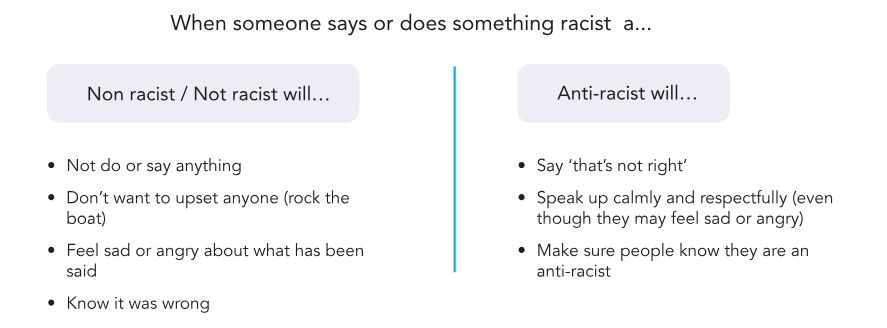 When someone says or does something racist  a...
Non racist / Not racist will…
• Not do or say anything
• Don’t want to upset anyone (rock the
boat)
• Feel sad or angry about what has been
said
• Know it was wrong
Anti-racist will…
• Say ‘that’s not right’
• Speak up calmly and respectfully (even
though they may feel sad or angry)
• Make sure people know they are an
anti-racist